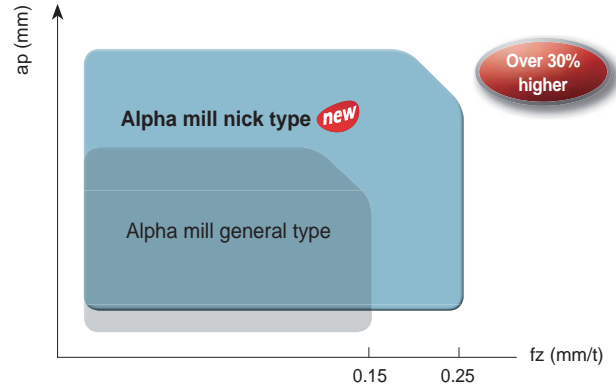 ap (mm)
Over 30%
higher
Alpha mill nick type new
Alpha mill general type
fz (mm/t)
0.15
0.25